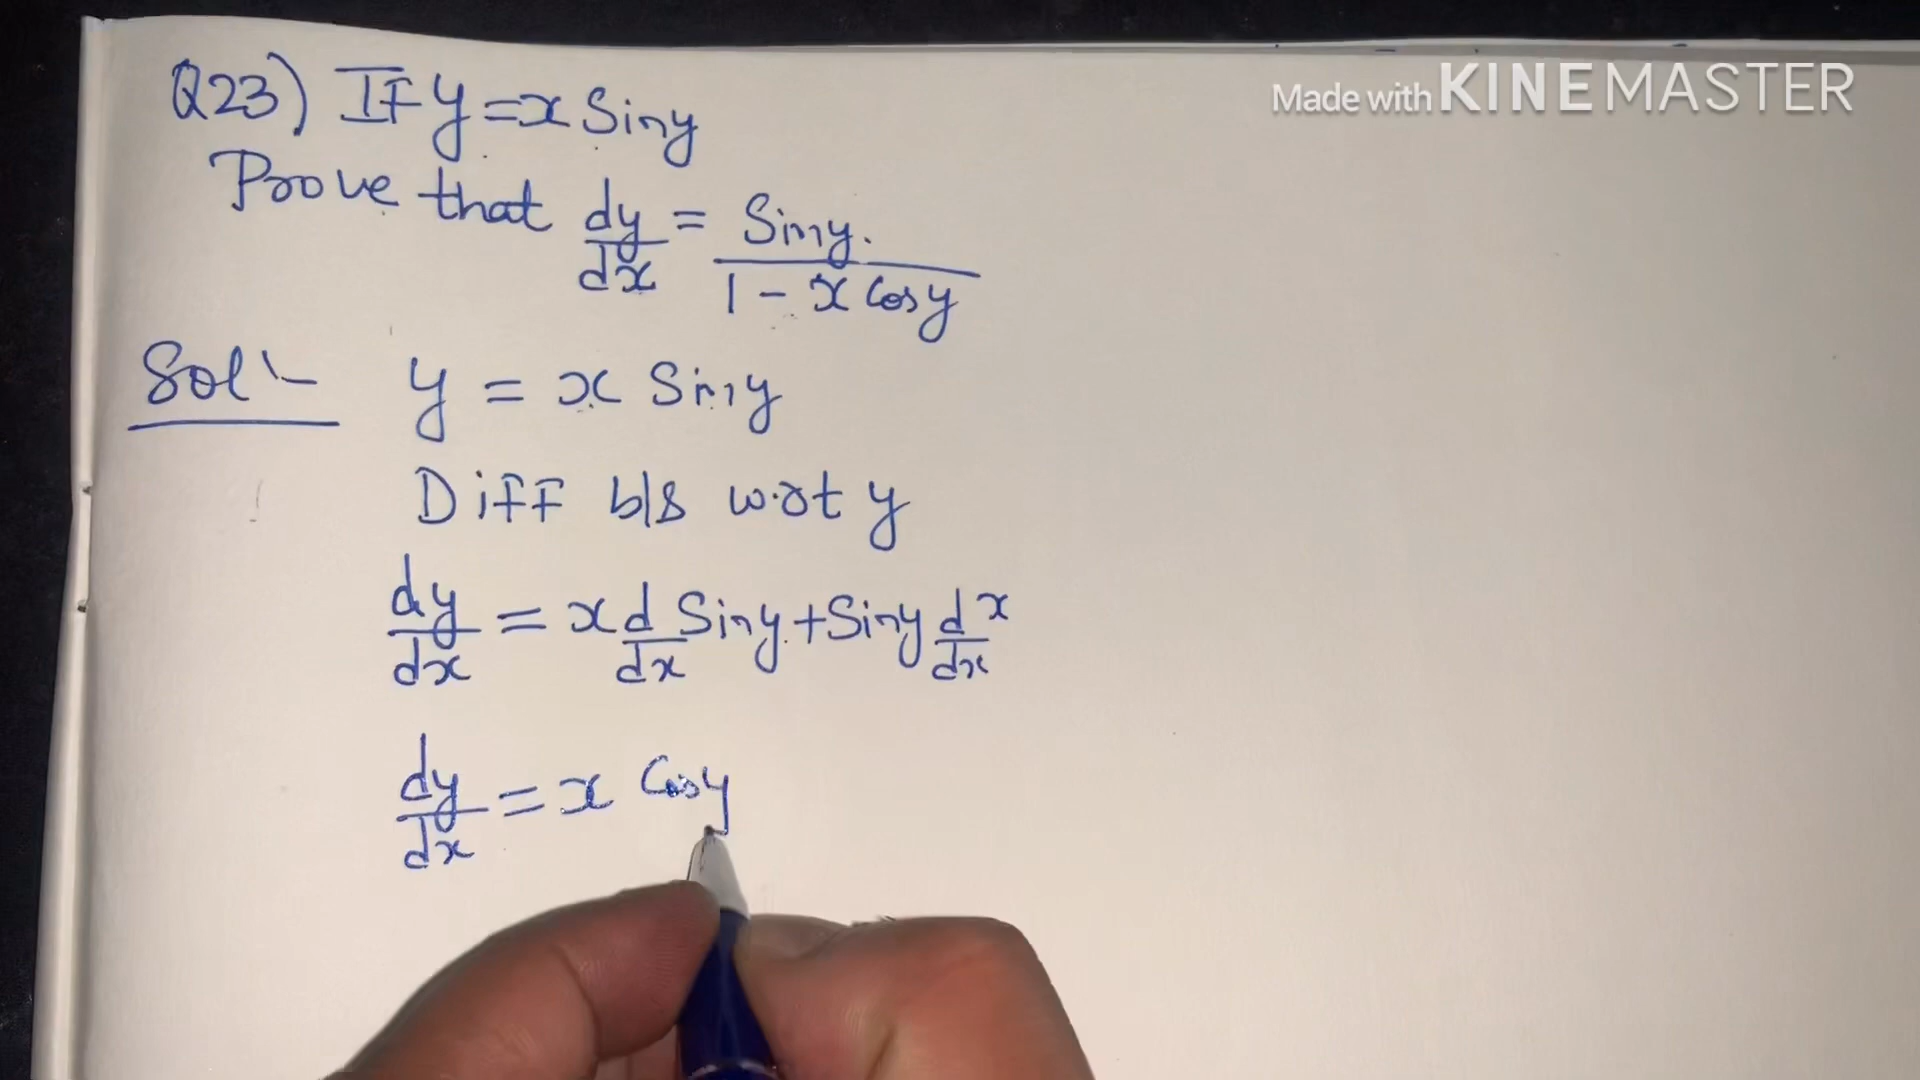 Made with KINEMASTER
Q23) If y = x Siny
Prove that dy/dx = Siny. / 1 - x Cosy
Sol:- y = x Siny
Diff b/s w.r.t y
dy/dx = x d/dx Siny + Siny d/dx x
dy/dx = x Cosy